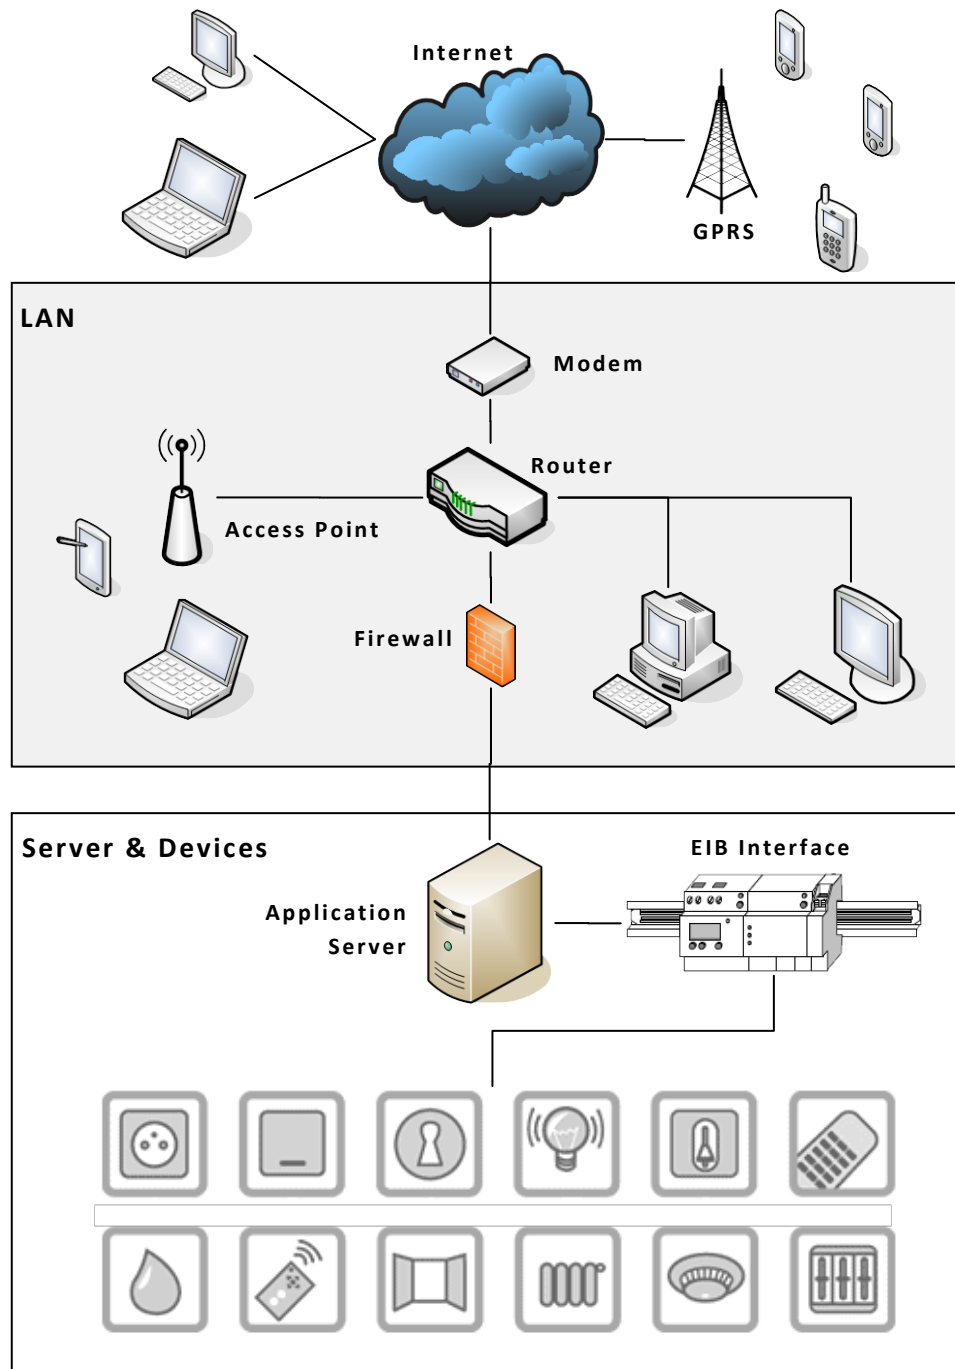 Internet
GPRS
LAN
Modem
Router
Access Point
Firewall
Server & Devices
EIB Interface
Application
Server